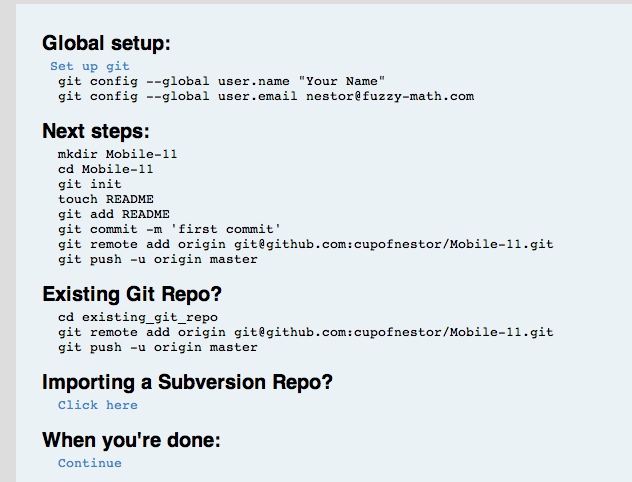 Global setup:
Set up git
git config --global user.name "Your Name"
git config --global user.email nestor@fuzzy-math.com
Next steps:
mkdir Mobile-11
cd Mobile-11
git init
touch README
git add README
git commit -m 'first commit'
git remote add origin git@github.com:cupofnestor/Mobile-11.git
git push -u origin master
Existing Git Repo?
cd existing_git_repo
git remote add origin git@github.com:cupofnestor/Mobile-11.git
git push -u origin master
Importing a Subversion Repo?
Click here
When you're done:
Continue